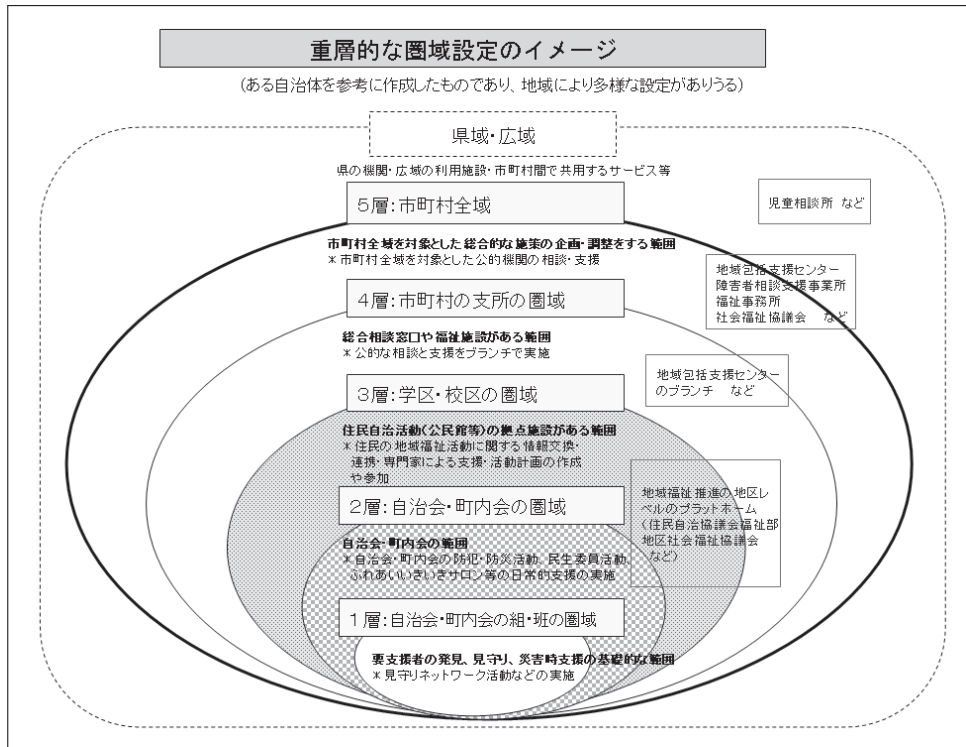 重層的な圏域設定のイメージ
(ある自治体を参考に作成したものであり、地域により多様な設定がありうる)
県域・広域
県の機関・広域の利用施設・市町村間で共用するサービス等
5層:市町村全域
児童相談所 など
市町村全域を対象とした総合的な施策の企画・調整をする範囲
*市町村全域を対象とした公的機関の相談・支援
地域包括支援センター
障害者相談支援事業所
福祉事務所
社会福祉協議会 など
4層:市町村の支所の圏域
総合相談窓口や福祉施設がある範囲
*公的な相談と支援をブランチで実施
地域包括支援センター
のブランチ など
3層:学区・校区の圏域
住民自治活動(公民館等)の拠点施設がある範囲
*住民の地域福祉活動に関する情報交換・
連携・専門家による支援・活動計画の作成
や参加
地域福祉推進の地区レ
ベルのプラットホーム
(住民自治協議会福祉部
地区社会福祉協議会
など)
2層:自治会・町内会の圏域
自治会・町内会の範囲
*自治会・町内会の防犯・防災活動、民生委員活動、
ふれあいいきいきサロン等の日常的支援の実施
1層:自治会・町内会の組・班の圏域
要支援者の発見、見守り、災害時支援の基礎的な範囲
*見守りネットワーク活動などの実施